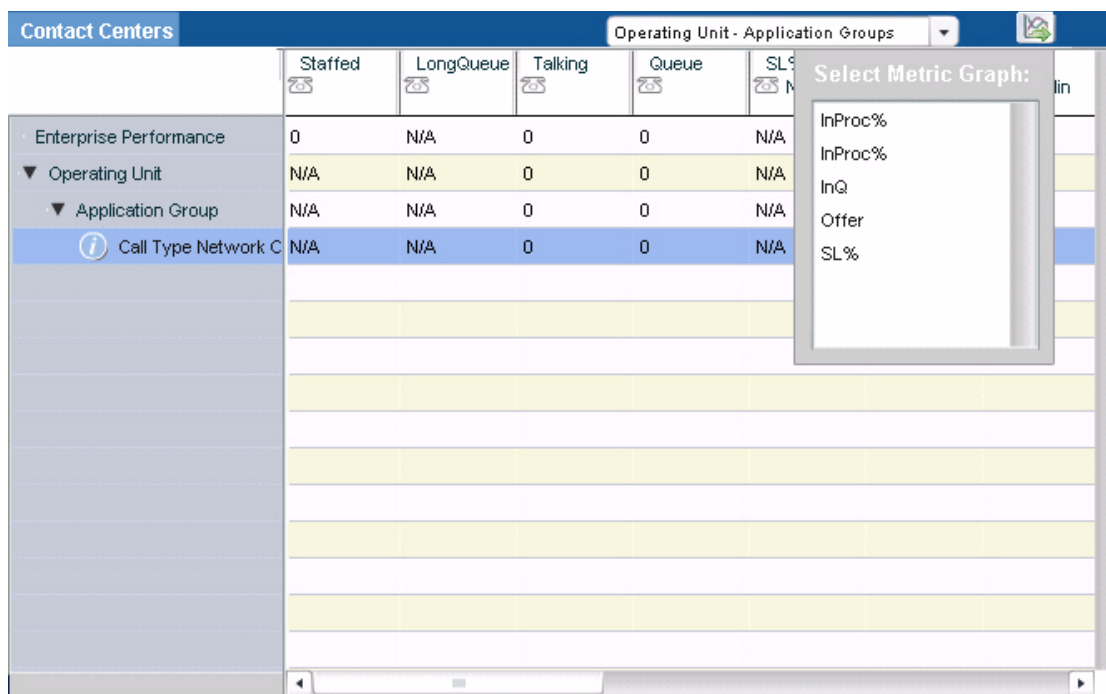 Contact Centers
Operating Unit - Application Groups
Staffed LongQueue Talking Queue
Select Metric Graph:
InProc%
InProc%
InQ
Offer
SL%
Enterprise Performance 0 N/A 0 0 N/A
Operating Unit N/A N/A 0 0 N/A
Application Group N/A N/A 0 0 N/A
Call Type Network C N/A N/A 0 0 N/A